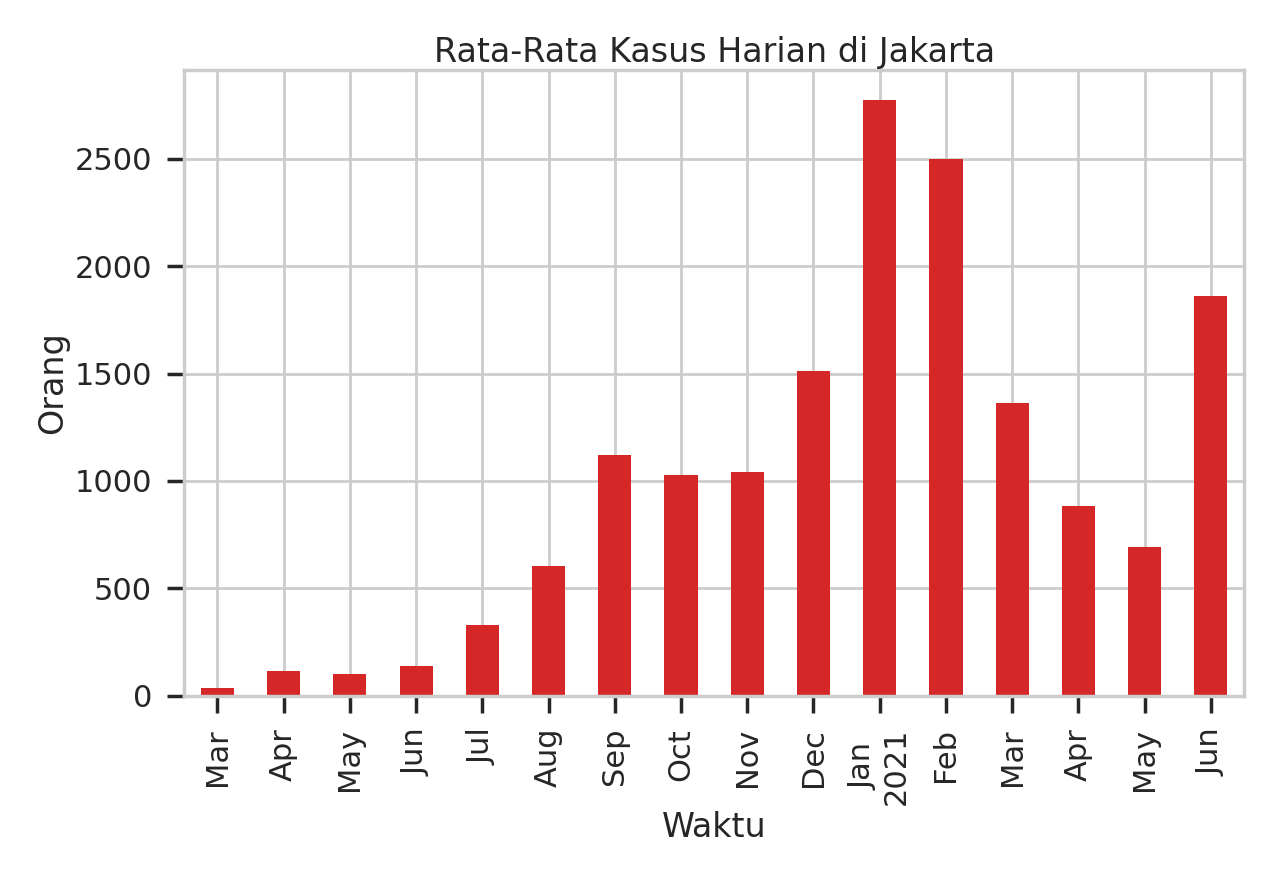 Rata-Rata Kasus Harian di Jakarta
2500
2000
1500
1000
500
0
Orang
Mar
Apr
May
Jun
Jul
Aug
Sep
Oct
Nov
Dec
Jan
2021
Feb
Mar
Apr
May
Jun
Waktu